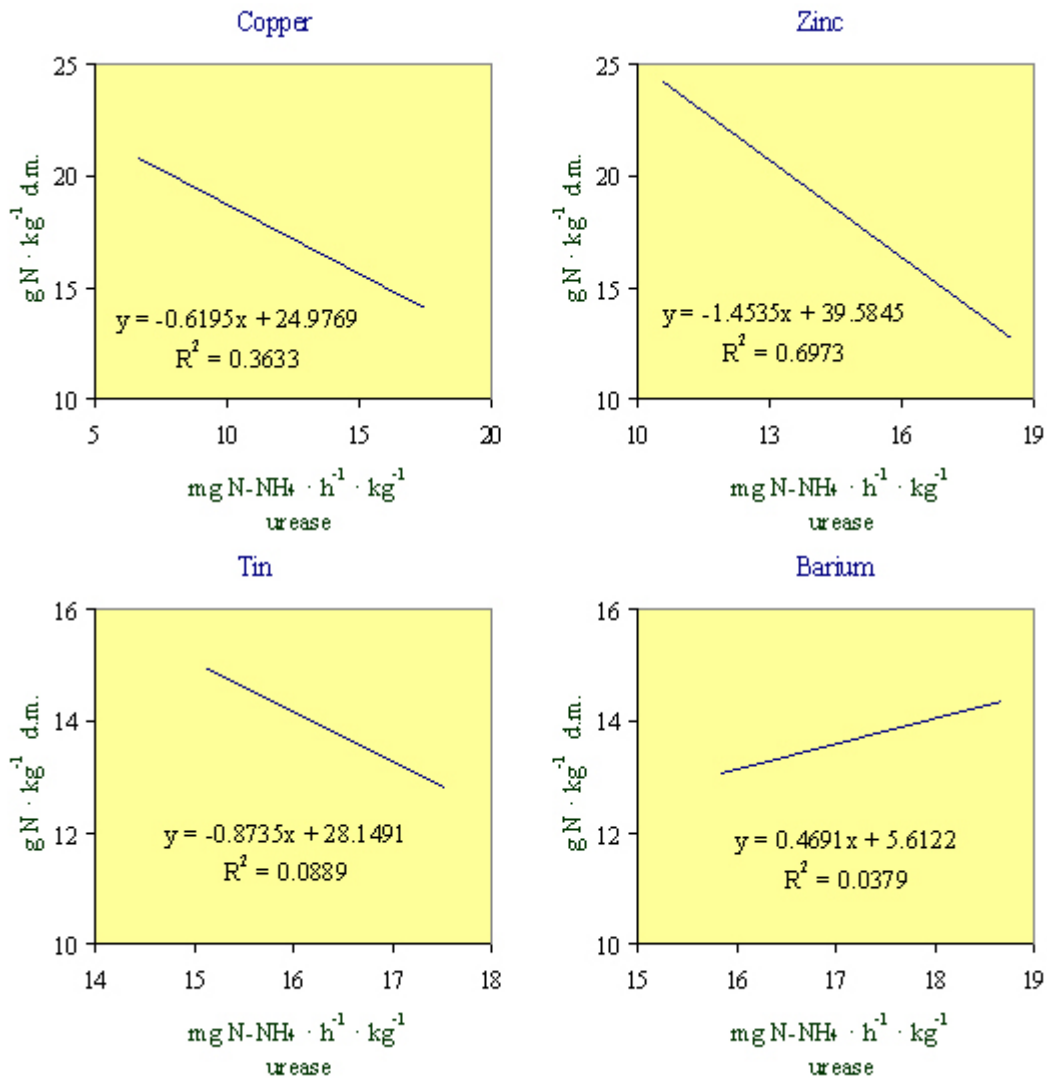 Copper
25
20
15
10
g N · kg⁻¹ d.m.
y = -0.6195x + 24.9769
R² = 0.3633
5 10 15 20
mg N-NH₄ · h⁻¹ · kg⁻¹
urease
Zinc
25
20
15
10
g N · kg⁻¹ d.m.
y = -1.4535x + 39.5845
R² = 0.6973
10 13 16 19
mg N-NH₄ · h⁻¹ · kg⁻¹
urease
Tin
16
14
12
10
g N · kg⁻¹ d.m.
y = -0.8735x + 28.1491
R² = 0.0889
14 15 16 17 18
mg N-NH₄ · h⁻¹ · kg⁻¹
urease
Barium
16
14
12
10
g N · kg⁻¹ d.m.
y = 0.4691x + 5.6122
R² = 0.0379
15 16 17 18 19
mg N-NH₄ · h⁻¹ · kg⁻¹
urease